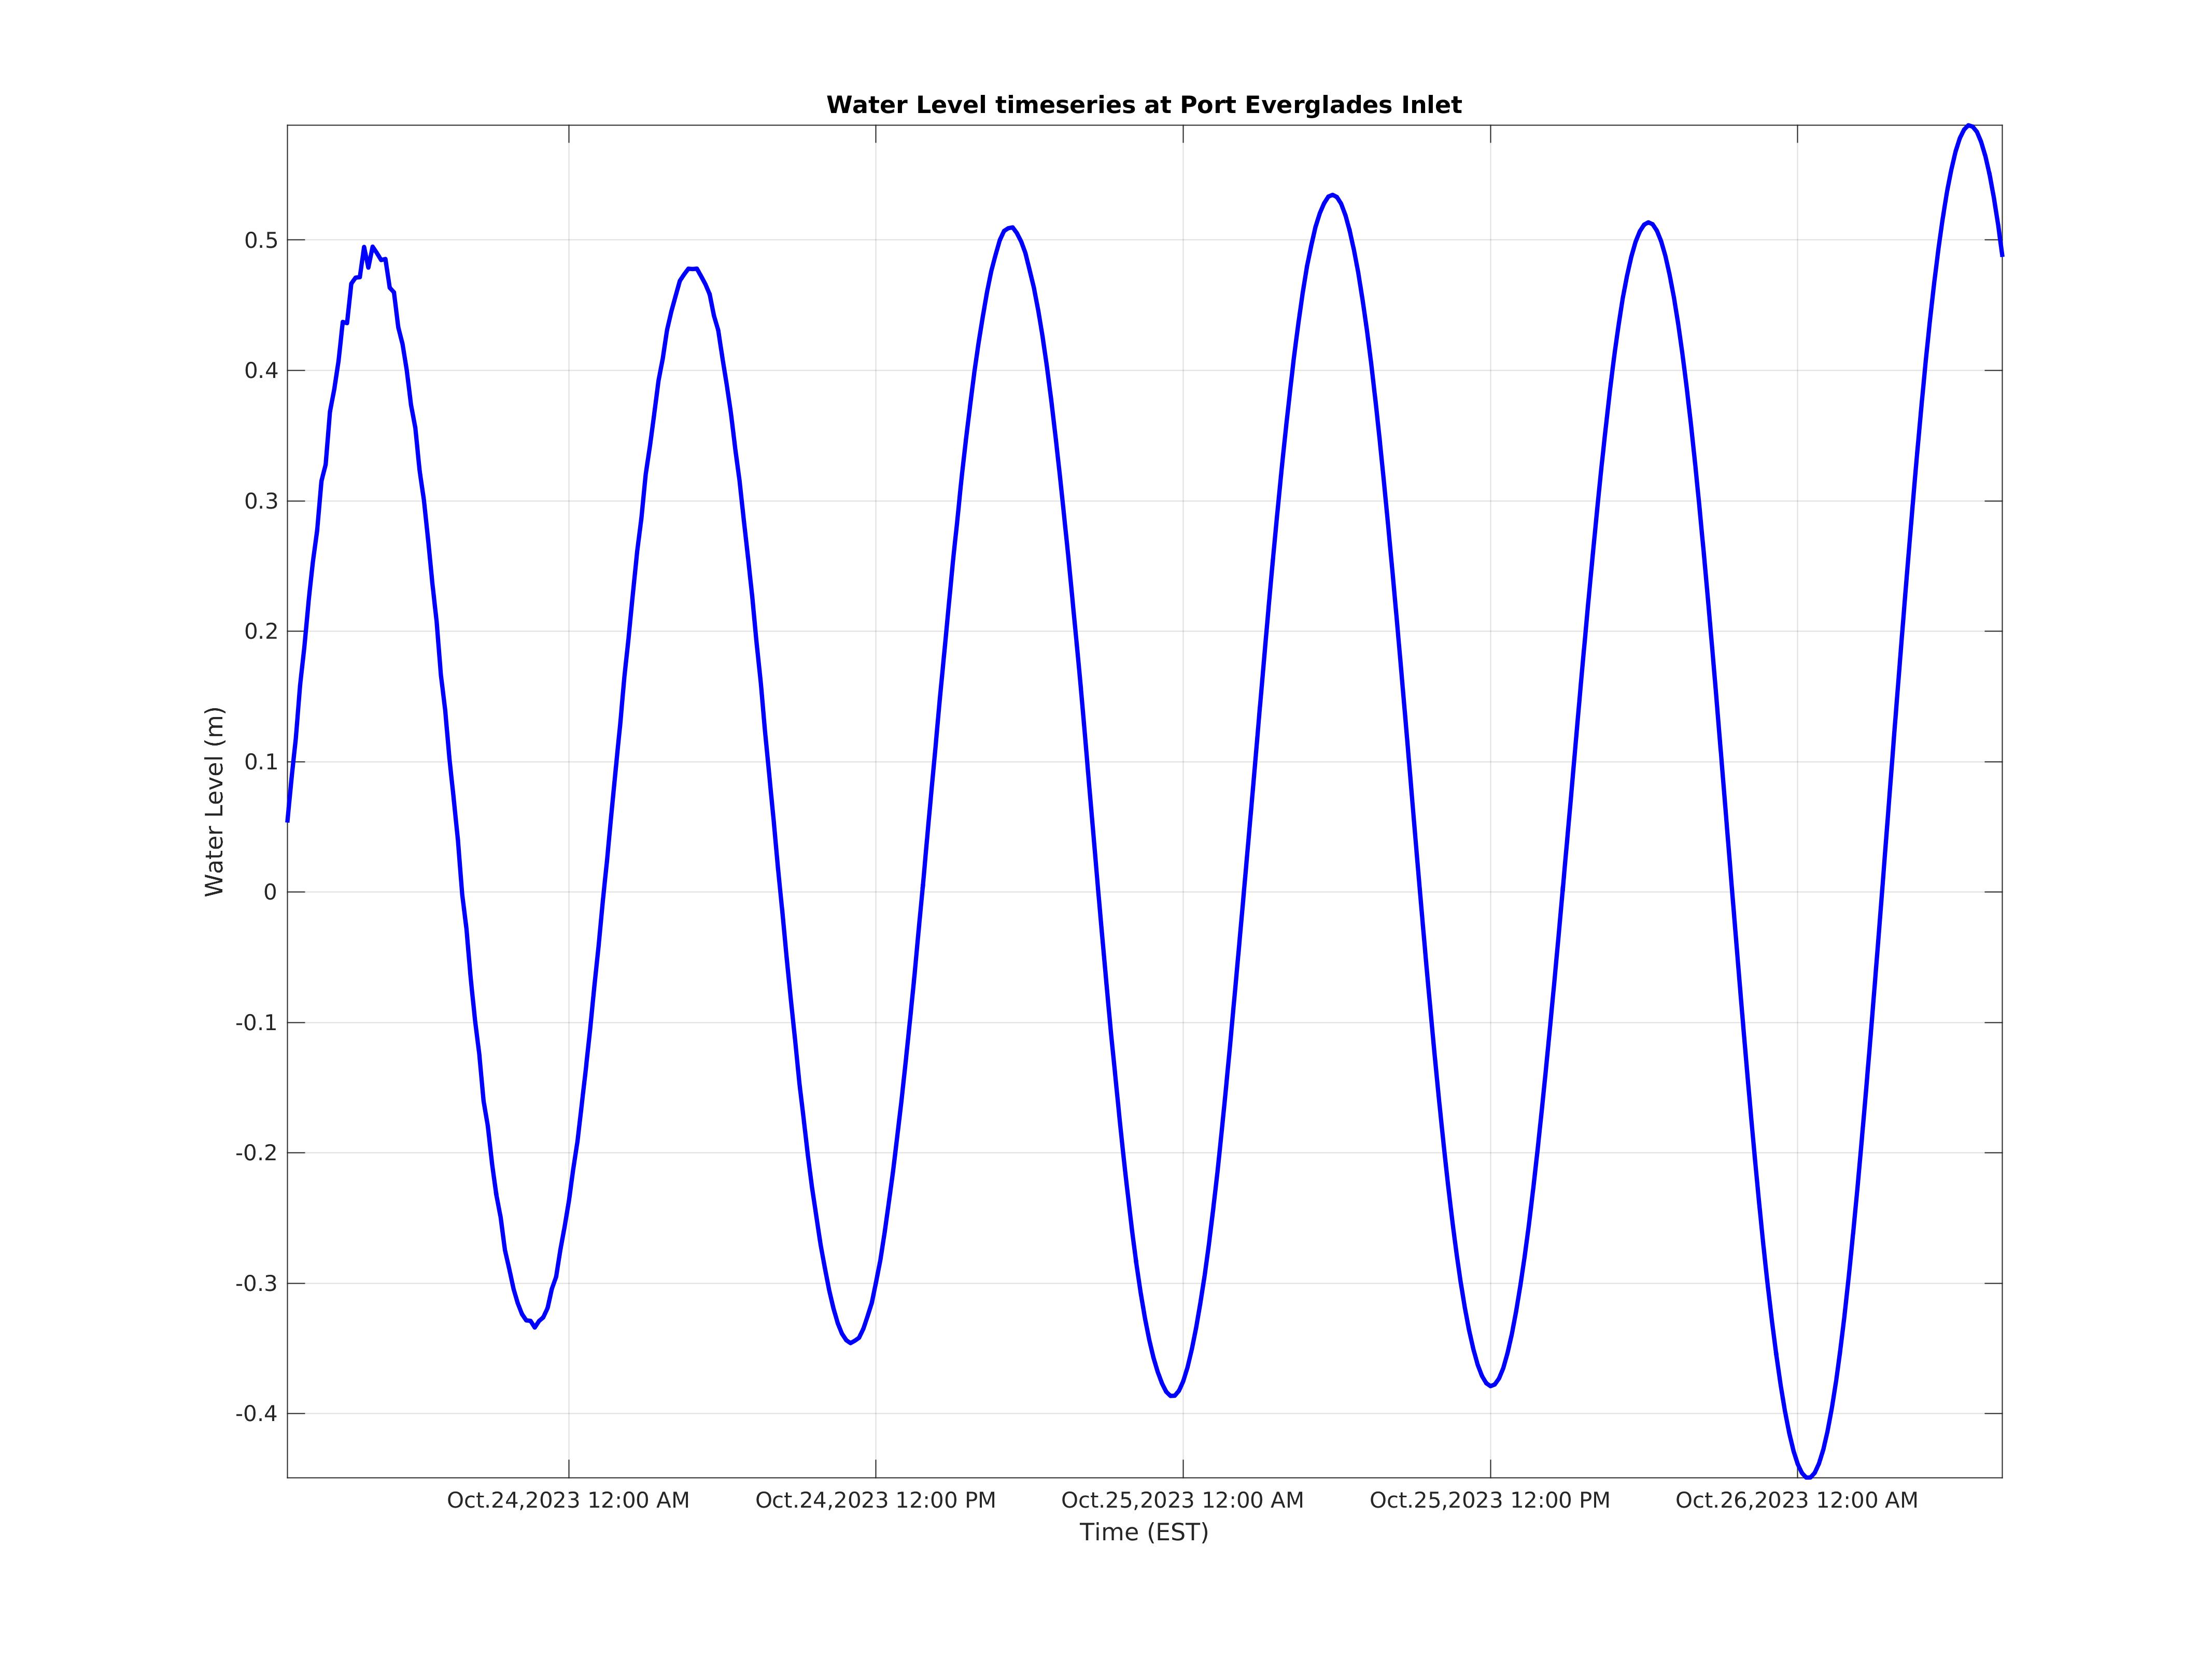 Water Level timeseries at Port Everglades Inlet
Water Level (m)
0.5
0.4
0.3
0.2
0.1
0
-0.1
-0.2
-0.3
-0.4
Oct.24,2023 12:00 AM
Oct.24,2023 12:00 PM
Oct.25,2023 12:00 AM
Oct.25,2023 12:00 PM
Oct.26,2023 12:00 AM
Time (EST)